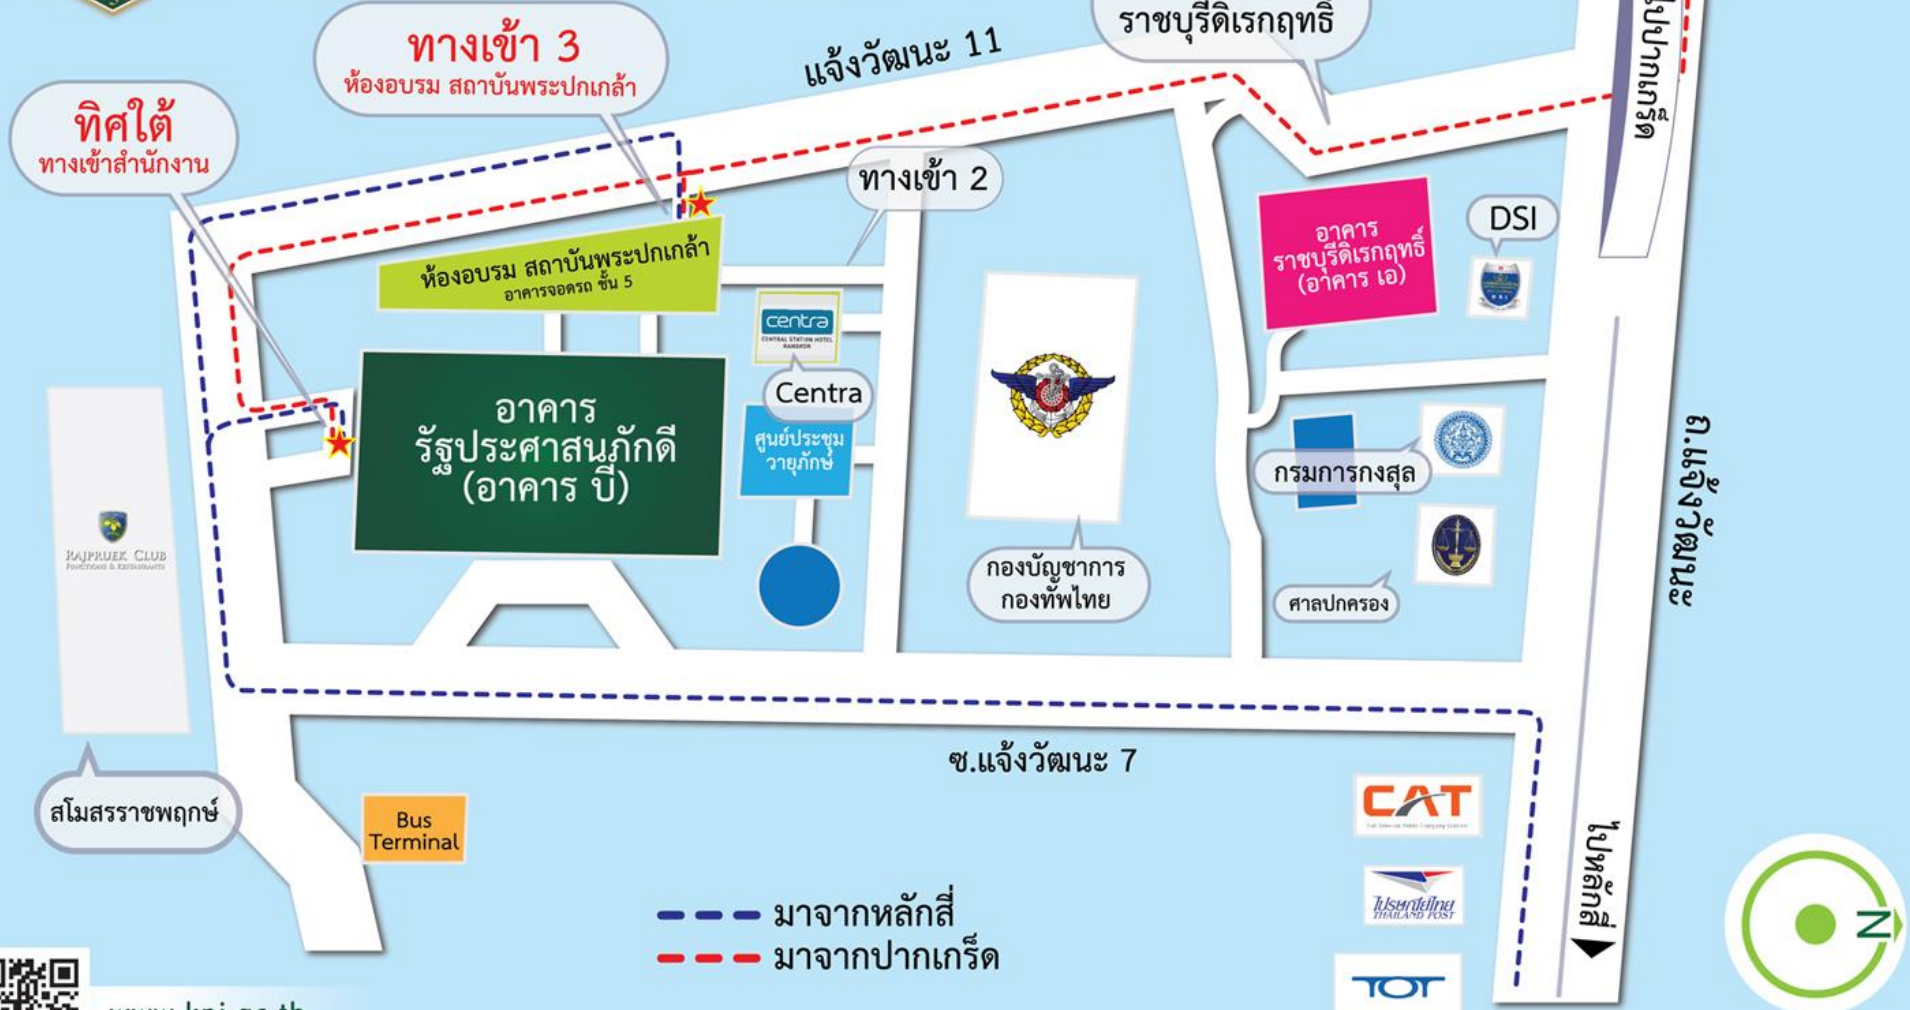 ทางเข้า 3
ห้องอบรม สถาบันพระปกเกล้า
ราชบุรีดิเรกฤทธิ์
แจ้งวัฒนะ 11
ไปปากเกร็ด
ทิศใต้
ทางเข้าสำนักงาน
ทางเข้า 2
ห้องอบรม สถาบันพระปกเกล้า
อาคารจอดรถ ชั้น 5
อาคาร
ราชบุรีดิเรกฤทธิ์
(อาคาร เอ)
DSI
DSI
centra
CENTRAL STATION HOTEL
BANGKOK
Centra
อาคาร
รัฐประศาสนภักดี
(อาคาร บี)
ศูนย์ประชุม
วายุภักษ์
กรมการกงสุล
ถ.แจ้งวัฒนะ
RAJPRUEK CLUB
FUNCTIONS & RESTAURANTS
กองบัญชาการ
กองทัพไทย
ศาลปกครอง
ซ.แจ้งวัฒนะ 7
สโมสรราชพฤกษ์
Bus
Terminal
CAT
ไปหลักสี่
ไปรษณีย์ไทย
THAILAND POST
มาจากหลักสี่
มาจากปากเกร็ด
TOT
N
www.kpi.ac.th